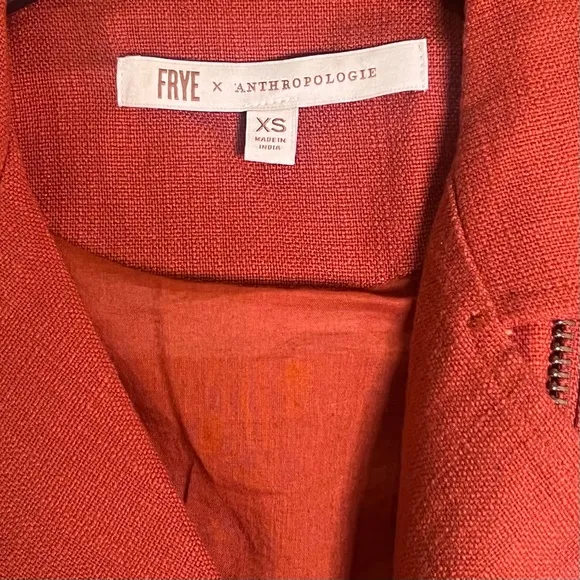 FRYE × ANTHROPOLOGIE
XS
MADE IN
INDIA